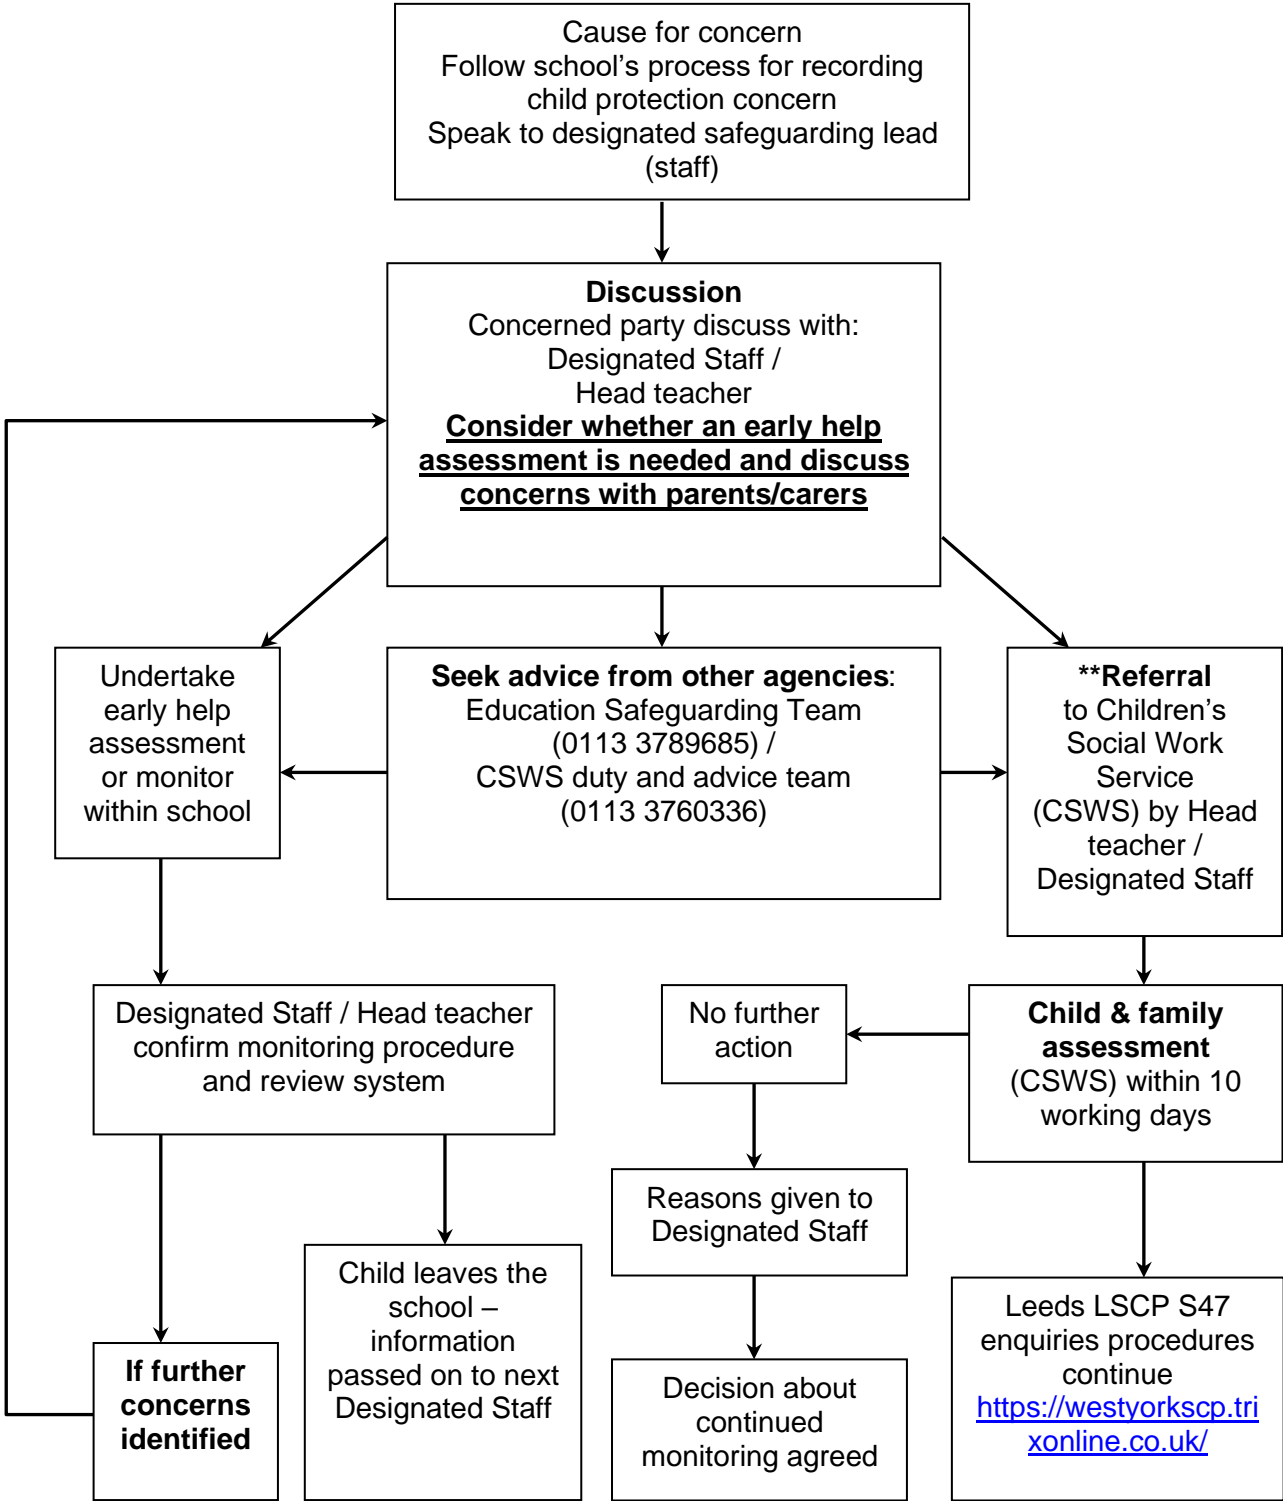 Cause for concern
Follow school’s process for recording
child protection concern
Speak to designated safeguarding lead
(staff)
Discussion
Concerned party discuss with:
Designated Staff /
Head teacher
Consider whether an early help
assessment is needed and discuss
concerns with parents/carers
Undertake
early help
assessment
or monitor
within school
Seek advice from other agencies:
Education Safeguarding Team
(0113 3789685) /
CSWS duty and advice team
(0113 3760336)
**Referral
to Children’s
Social Work
Service
(CSWS) by Head
teacher /
Designated Staff
Designated Staff / Head teacher
confirm monitoring procedure
and review system
No further
action
Child & family
assessment
(CSWS) within 10
working days
Reasons given to
Designated Staff
If further
concerns
identified
Child leaves the
school –
information
passed on to next
Designated Staff
Decision about
continued
monitoring agreed
Leeds LSCP S47
enquiries procedures
continue
https://westyorkscp.tri
xonline.co.uk/